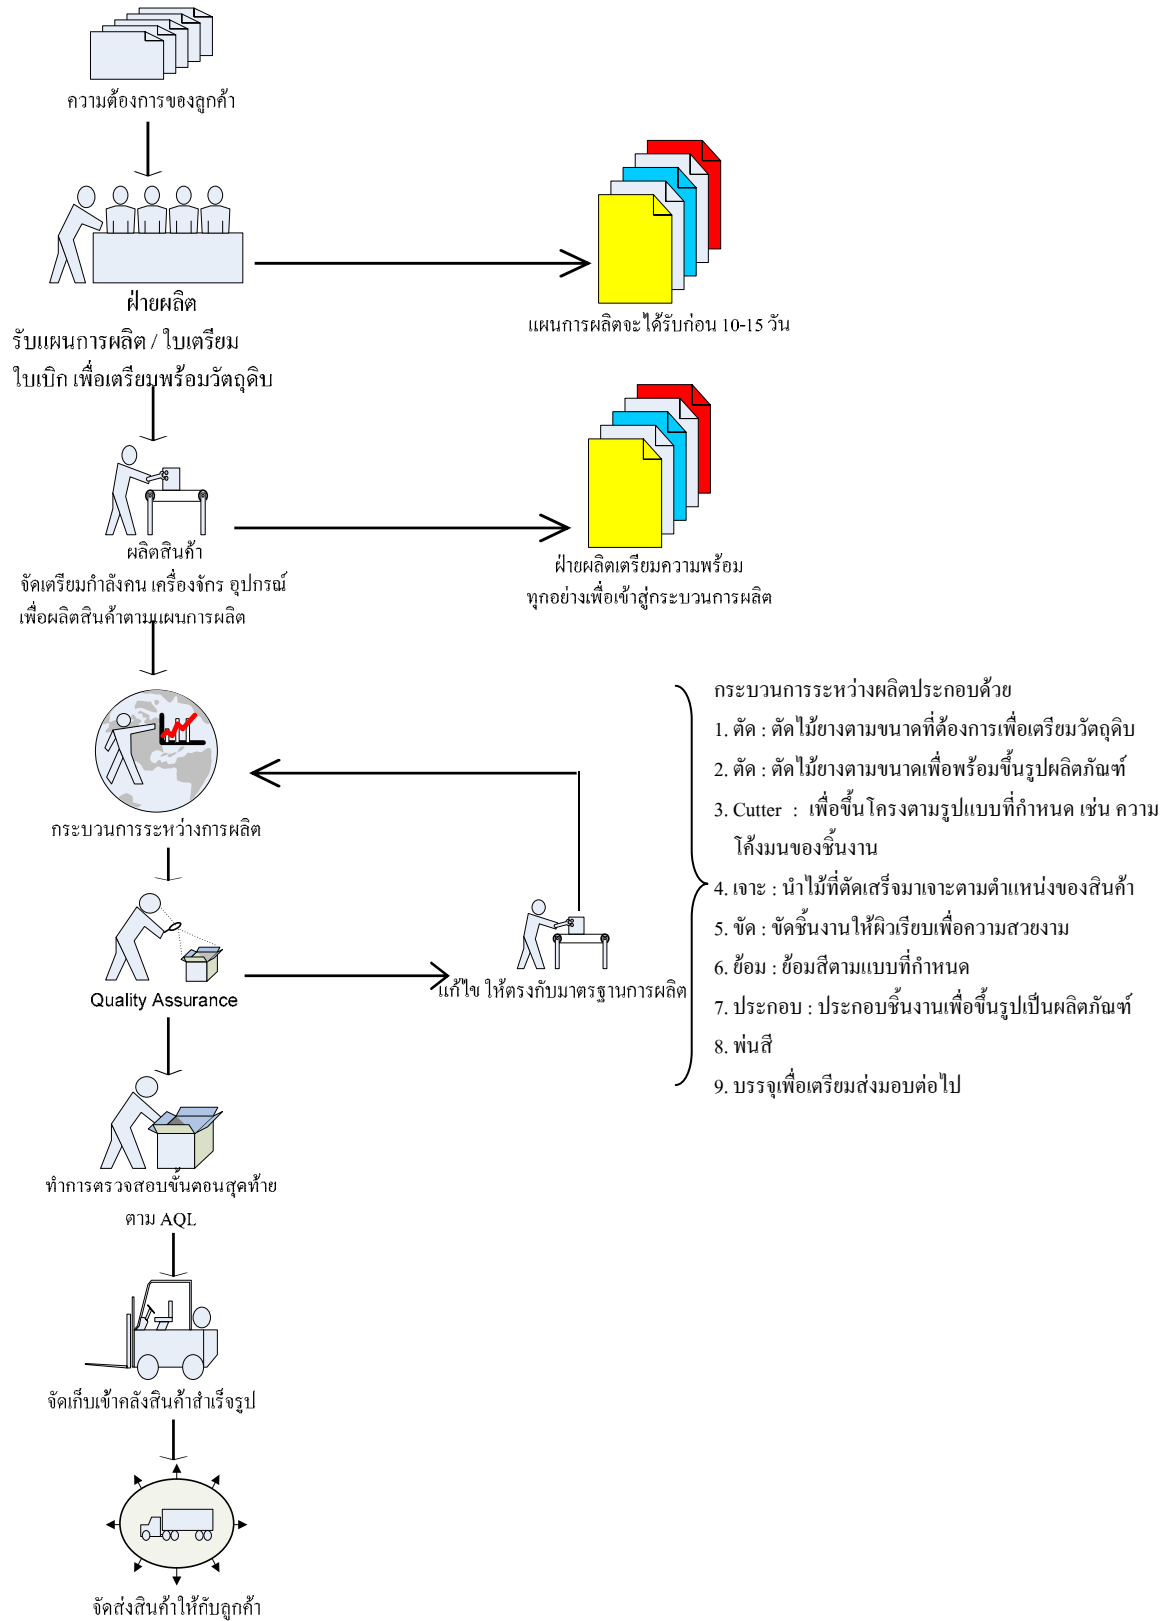 ความต้องการของลูกค้า
ฝ่ายผลิต
รับแผนการผลิต / ใบเตรียม
ใบเบิก เพื่อเตรียมพร้อมวัตถุดิบ
แผนการผลิตจะได้รับก่อน 10-15 วัน
ผลิตสินค้า
จัดเตรียมกำลังคน เครื่องจักร อุปกรณ์
เพื่อผลิตสินค้าตามแผนการผลิต
ฝ่ายผลิตเตรียมความพร้อม
ทุกอย่างเพื่อเข้าสู่กระบวนการผลิต
กระบวนการระหว่างการผลิต
กระบวนการระหว่างผลิตประกอบด้วย
1. ตัด : ตัดไม้ยางตามขนาดที่ต้องการเพื่อเตรียมวัตถุดิบ
2. ตัด : ตัดไม้ยางตามขนาดเพื่อพร้อมขึ้นรูปผลิตภัณฑ์
3. Cutter : เพื่อขึ้นโครงตามรูปแบบที่กำหนด เช่น ความ
โค้งมนของชิ้นงาน
4. เจาะ : นำไม้ที่ตัดเสร็จมาเจาะตามตำแหน่งของสินค้า
5. ขัด : ขัดชิ้นงานให้ผิวเรียบเพื่อความสวยงาม
6. ย้อม : ย้อมสีตามแบบที่กำหนด
7. ประกอบ : ประกอบชิ้นงานเพื่อขึ้นรูปเป็นผลิตภัณฑ์
8. พ่นสี
9. บรรจุเพื่อเตรียมส่งมอบต่อไป
Quality Assurance
แก้ไข ให้ตรงกับมาตรฐานการผลิต
ทำการตรวจสอบขั้นตอนสุดท้าย
ตาม AQL
จัดเก็บเข้าคลังสินค้าสำเร็จรูป
จัดส่งสินค้าให้กับลูกค้า